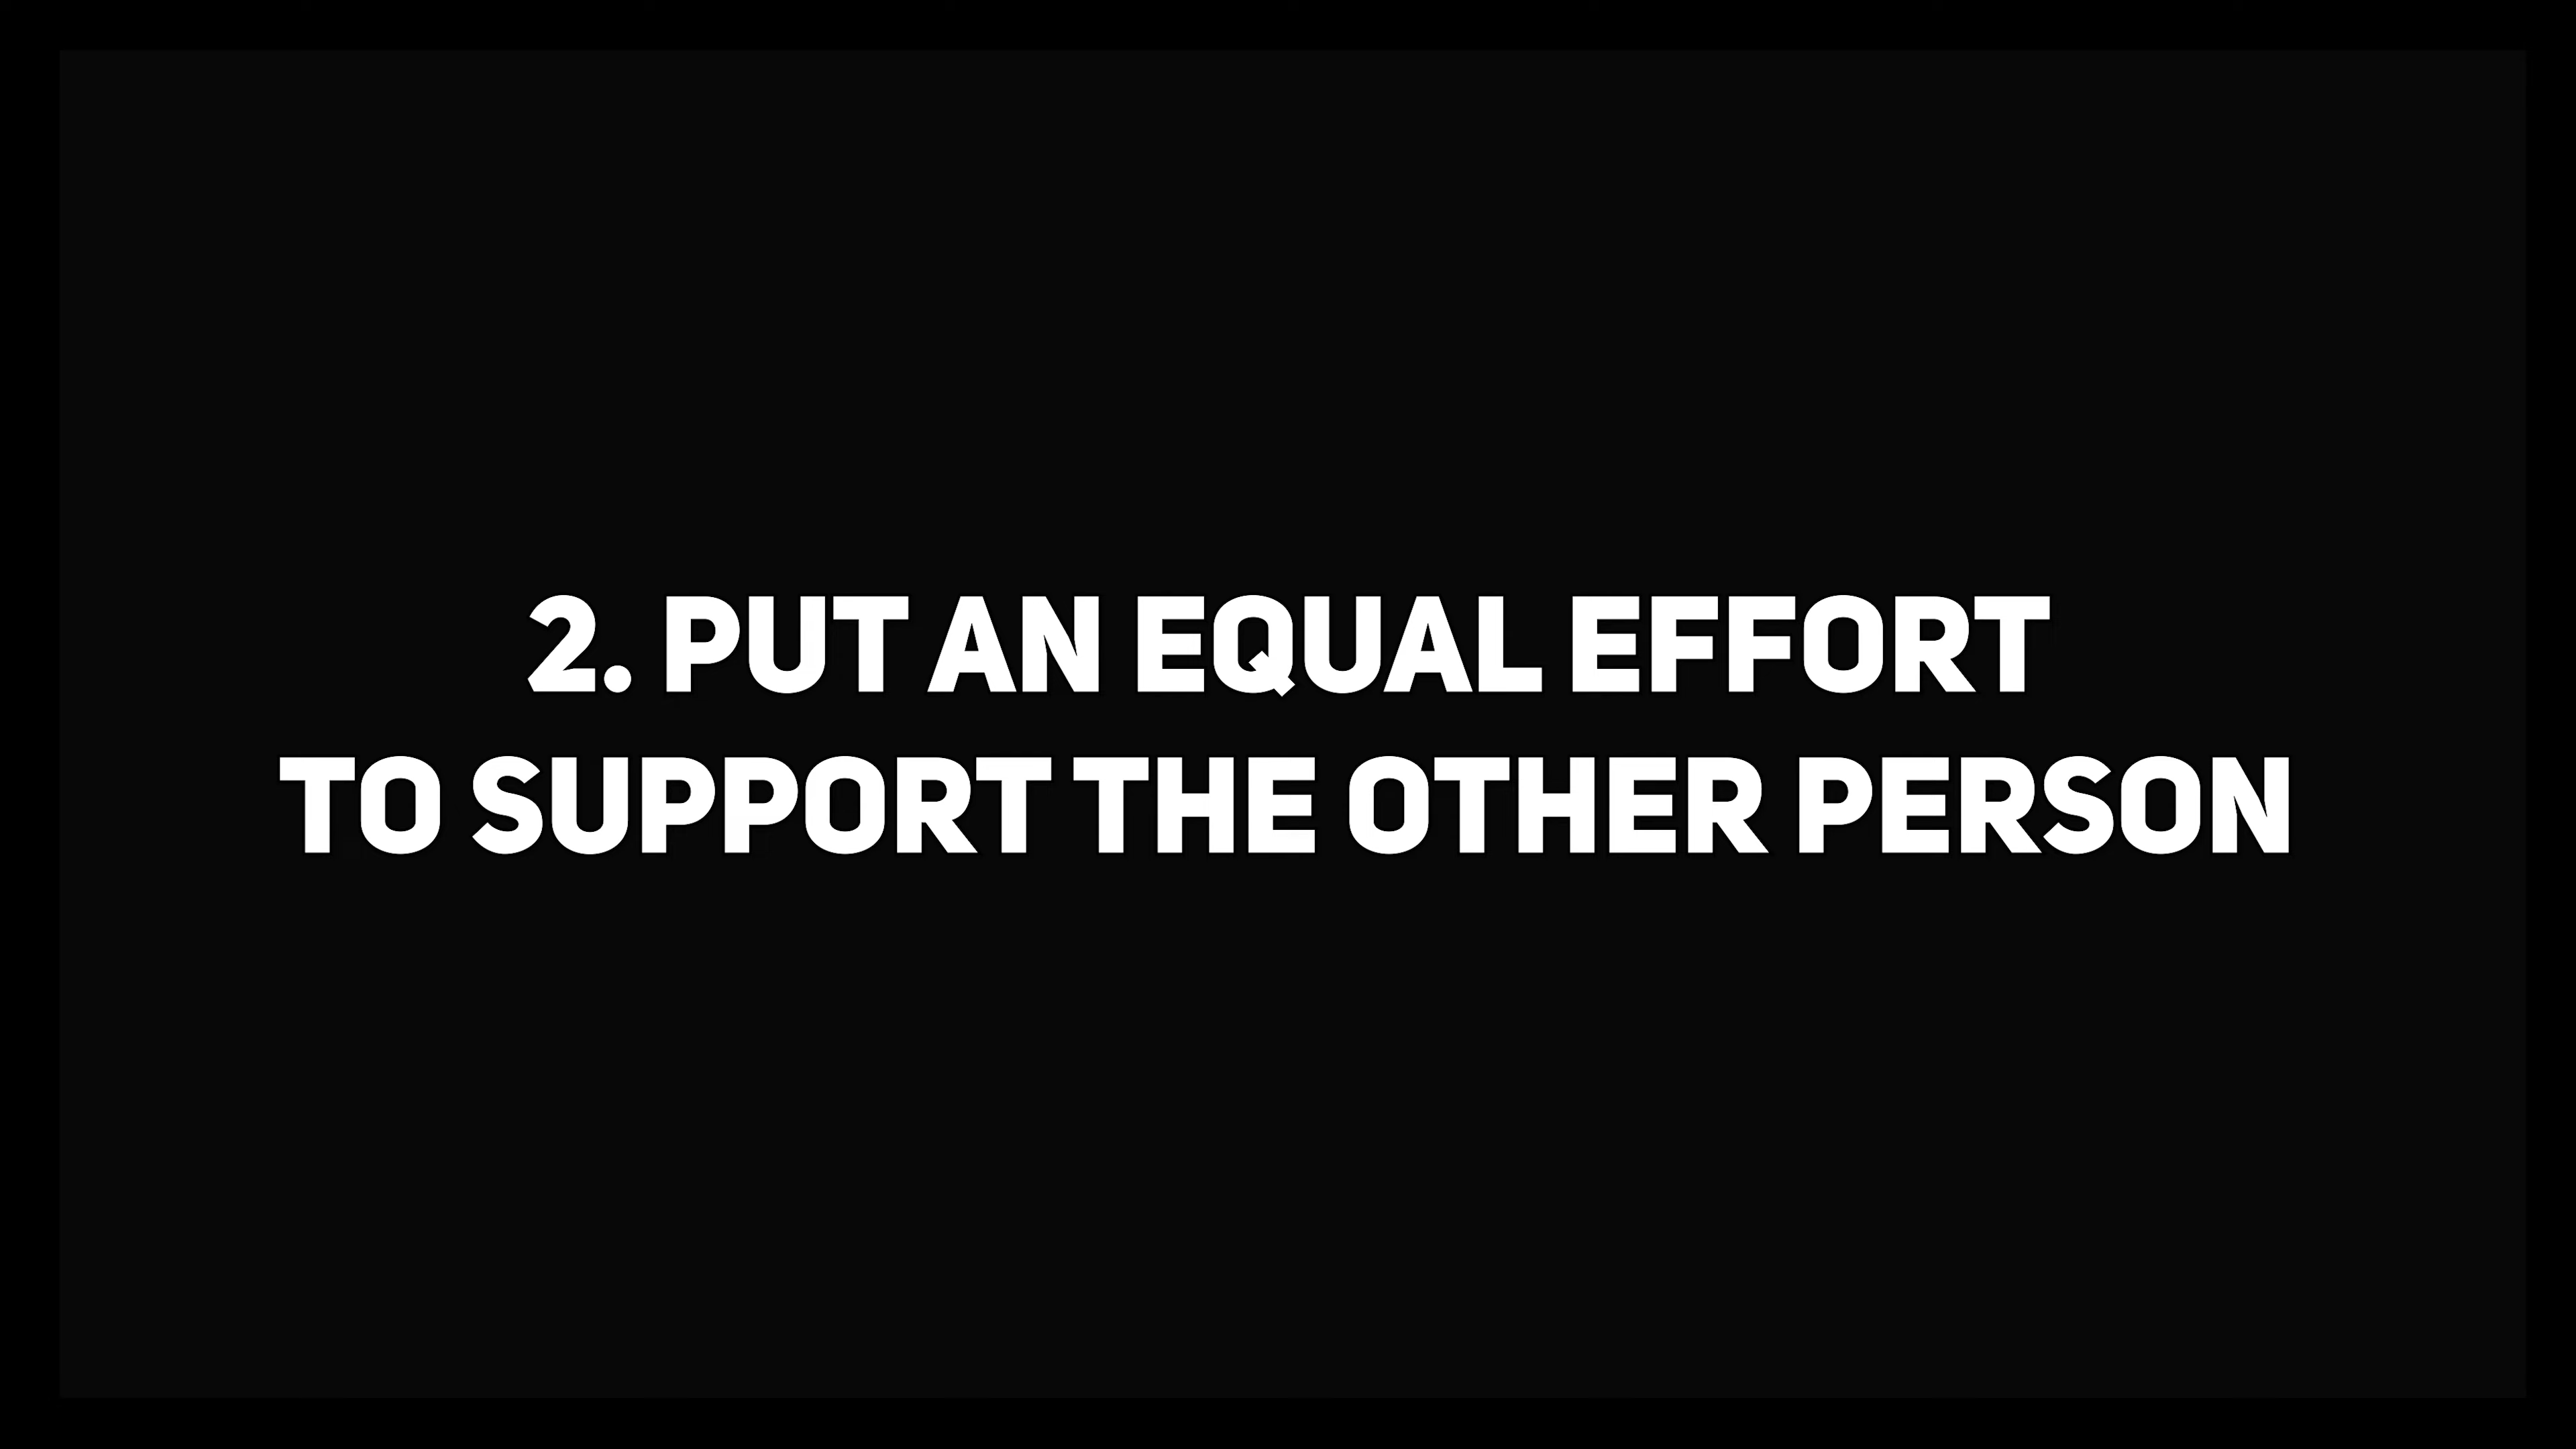 2. PUT AN EQUAL EFFORT
TO SUPPORT THE OTHER PERSON